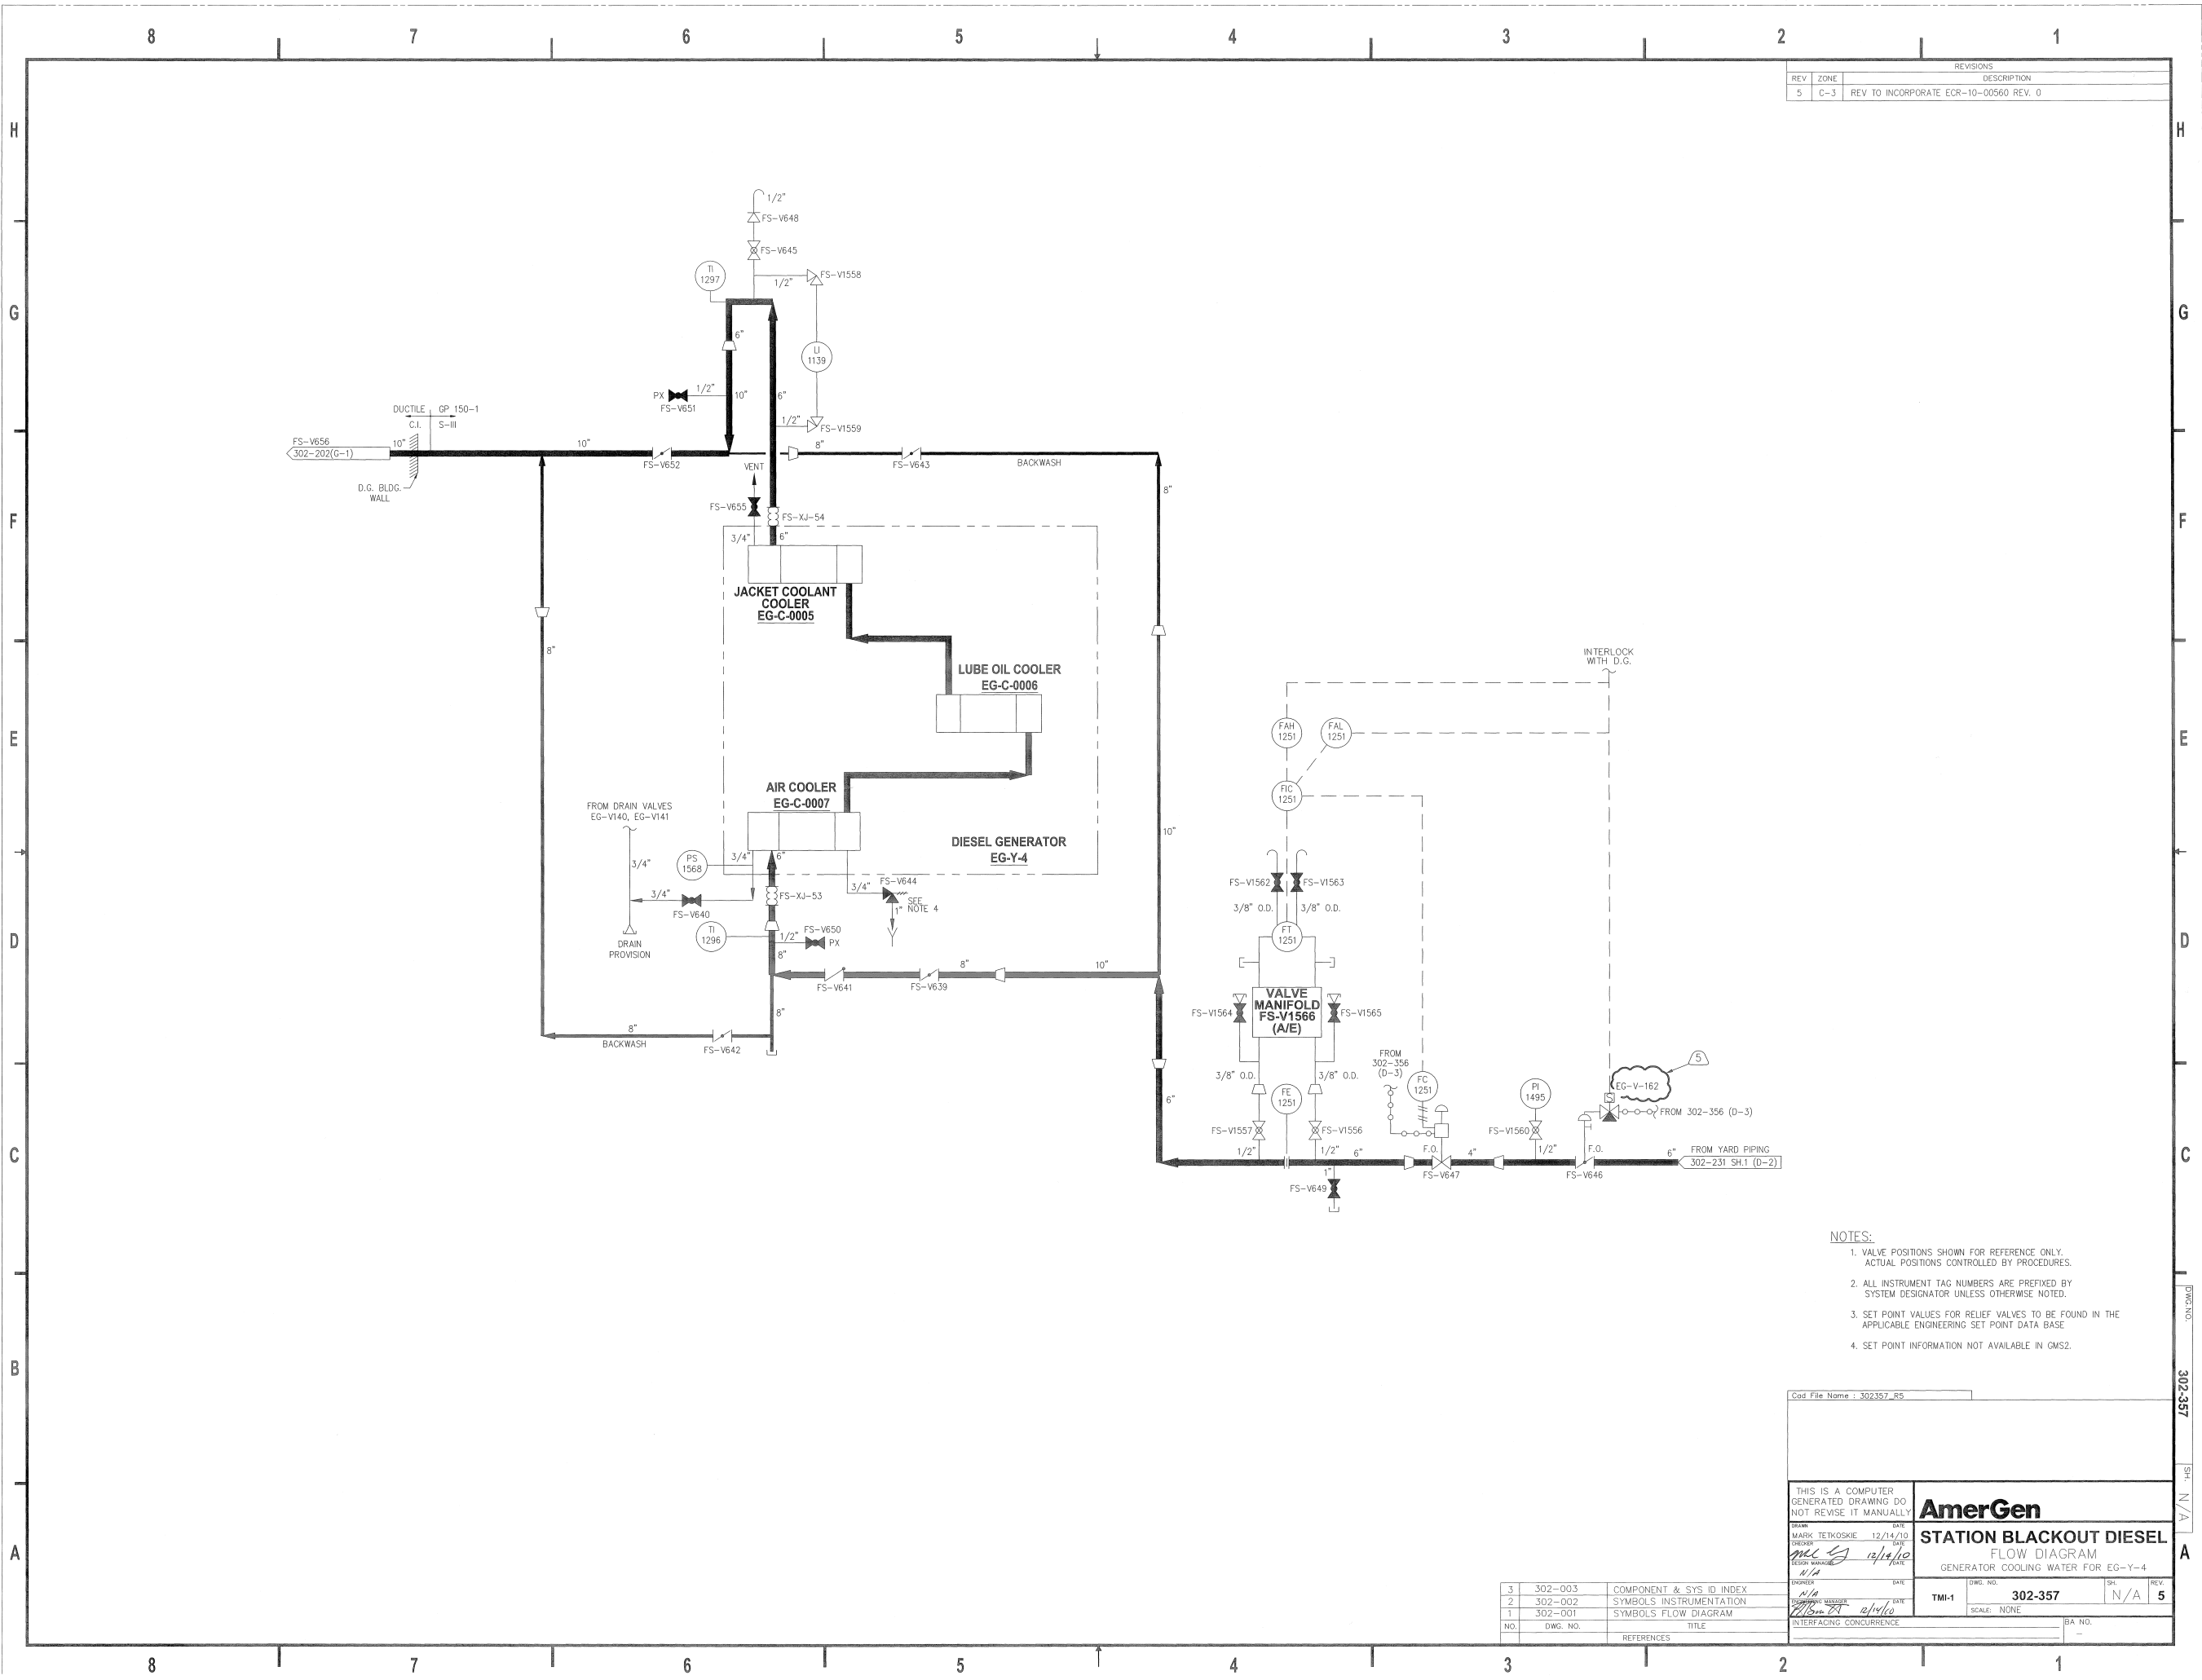 8 7 6 5 4 3 2 1
REVISIONS
REV ZONE DESCRIPTION
5 C-3 REV TO INCORPORATE ECR-10-00560 REV. 0
H H
G G
F F
E E
D D
C C
B B
A A
1/2"
FS-V648
FS-V645
TI
1297
FS-V1558
1/2"
6"
LI
1139
PX
1/2"
FS-V651
10"
6"
1/2"
FS-V1559
DUCTILE GP 150-1
C.I. S-III
FS-V656
302-202(G-1)
10"
10"
FS-V652
8"
FS-V643
BACKWASH
D.G. BLDG.
WALL
VENT
8"
FS-V655
FS-XJ-54
3/4"
6"
JACKET COOLANT
COOLER
EG-C-0005
8"
LUBE OIL COOLER
EG-C-0006
INTERLOCK
WITH D.G.
FAH
1251
FAL
1251
FIC
1251
AIR COOLER
EG-C-0007
FROM DRAIN VALVES
EG-V140, EG-V141
DIESEL GENERATOR
EG-Y-4
10"
3/4"
PS
1568
3/4"
6"
3/4"
FS-V644
SEE
NOTE 4
1"
3/4"
FS-V640
FS-XJ-53
TI
1296
1/2"
FS-V650
PX
DRAIN
PROVISION
8"
8"
10"
FS-V641
FS-V639
8"
8"
BACKWASH
FS-V642
FS-V1562
FS-V1563
3/8" O.D.
3/8" O.D.
FT
1251
VALVE
MANIFOLD
FS-V1566
(A/E)
FS-V1564
FS-V1565
3/8" O.D.
3/8" O.D.
FROM
302-356
(D-3)
FC
1251
FE
1251
6"
PI
1495
5
EG-V-162
S
FROM 302-356 (D-3)
FS-V1557
FS-V1556
FS-V1560
1/2"
1/2"
6"
F.O.
4"
1/2"
F.O.
6"
FROM YARD PIPING
302-231 SH.1 (D-2)
1"
FS-V649
FS-V647
FS-V646
NOTES:
1. VALVE POSITIONS SHOWN FOR REFERENCE ONLY.
ACTUAL POSITIONS CONTROLLED BY PROCEDURES.
2. ALL INSTRUMENT TAG NUMBERS ARE PREFIXED BY
SYSTEM DESIGNATOR UNLESS OTHERWISE NOTED.
3. SET POINT VALUES FOR RELIEF VALVES TO BE FOUND IN THE
APPLICABLE ENGINEERING SET POINT DATA BASE
4. SET POINT INFORMATION NOT AVAILABLE IN GMS2.
DWG.NO. 302-357 SH. N/A
Cad File Name : 302357_R5
THIS IS A COMPUTER
GENERATED DRAWING DO
NOT REVISE IT MANUALLY
DRAWN DATE
MARK TETKOSKIE 12/14/10
CHECKER DATE
12/14/10
DESIGN MANAGER DATE
N/A
ENGINEER DATE
N/A
ENGINEERING MANAGER DATE
12/14/10
INTERFACING CONCURRENCE
BA NO.
–
AmerGen
STATION BLACKOUT DIESEL
FLOW DIAGRAM
GENERATOR COOLING WATER FOR EG-Y-4
TMI-1
DWG. NO.
302-357
SCALE: NONE
SH.
N/A
REV.
5
3 302-003 COMPONENT & SYS ID INDEX
2 302-002 SYMBOLS INSTRUMENTATION
1 302-001 SYMBOLS FLOW DIAGRAM
NO. DWG. NO. TITLE
REFERENCES
8 7 6 5 4 3 2 1